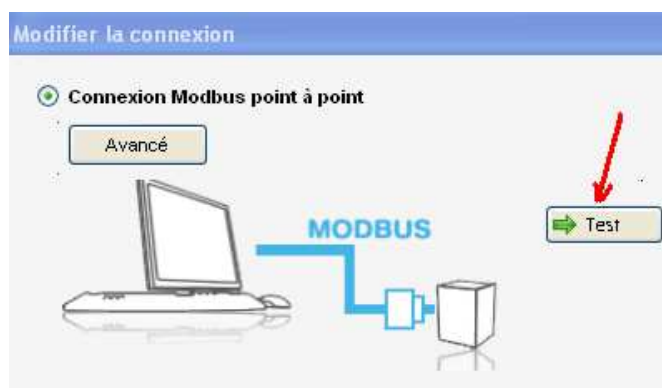 Modifier la connexion
Connexion Modbus point à point
Avancé
MODBUS
Test